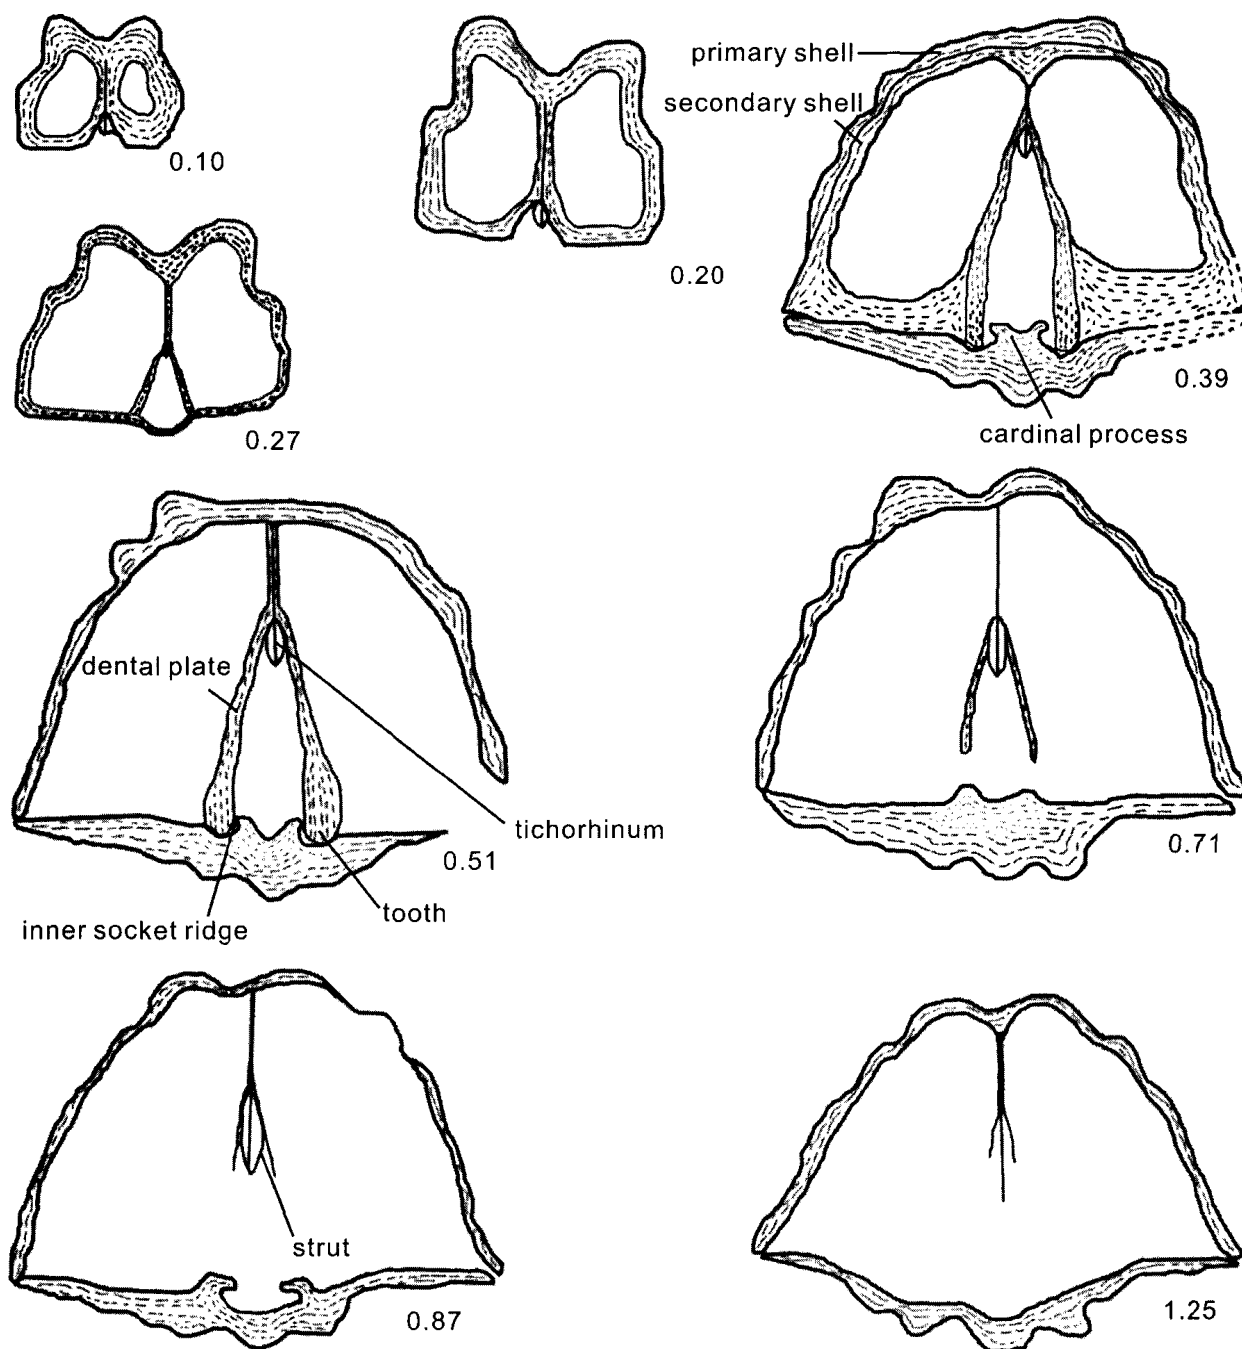 primary shell
secondary shell
0.10
0.20
0.39
cardinal process
0.27
dental plate
tichorhinum
0.51
tooth
inner socket ridge
0.71
strut
0.87
1.25